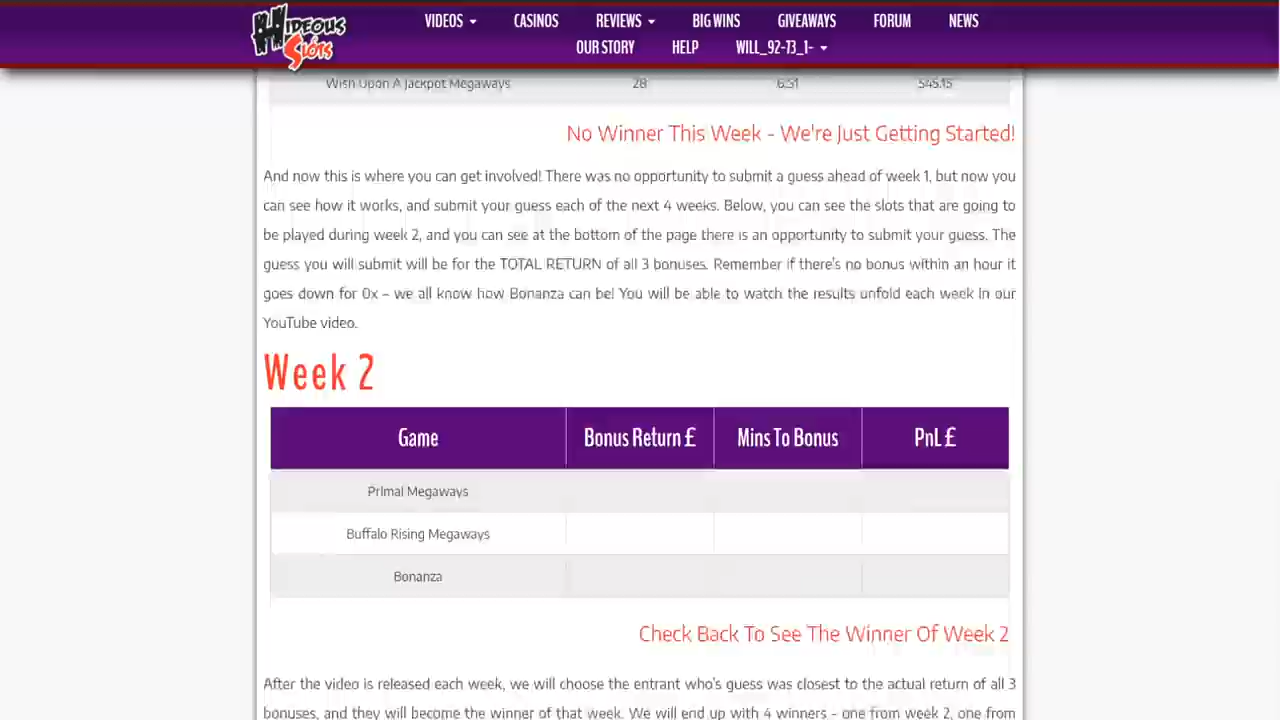 Hideous Slots
VIDEOS CASINOS REVIEWS BIG WINS GIVEAWAYS FORUM NEWS
OUR STORY HELP WILL_92-T3_1-
Wish Upon A Jackpot Megaways 28 6:31 545.15
No Winner This Week - We're Just Getting Started!
And now this is where you can get involved! There was no opportunity to submit a guess ahead of week 1, but now you
can see how it works, and submit your guess each of the next 4 weeks. Below, you can see the slots that are going to
be played during week 2, and you can see at the bottom of the page there is an opportunity to submit your guess. The
guess you will submit will be for the TOTAL RETURN of all 3 bonuses. Remember if there's no bonus within an hour it
goes down for 0x – we all know how Bonanza can be! You will be able to watch the results unfold each week in our
YouTube video.
Week 2
Game Bonus Return £ Mins To Bonus PnL £
Primal Megaways
Buffalo Rising Megaways
Bonanza
Check Back To See The Winner Of Week 2
After the video is released each week, we will choose the entrant who's guess was closest to the actual return of all 3
bonuses, and they will become the winner of that week. We will end up with 4 winners - one from week 2, one from